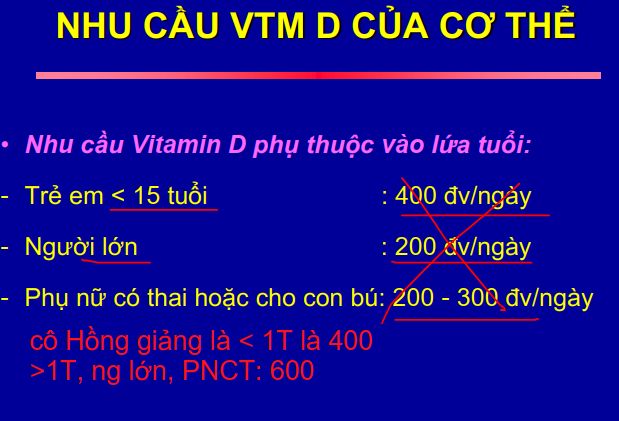 NHU CẦU VTM D CỦA CƠ THỂ
• Nhu cầu Vitamin D phụ thuộc vào lứa tuổi:
- Trẻ em < 15 tuổi : 400 đv/ngày
- Người lớn : 200 đv/ngày
- Phụ nữ có thai hoặc cho con bú: 200 - 300 đv/ngày
cô Hồng giảng là < 1T là 400
>1T, ng lớn, PNCT: 600